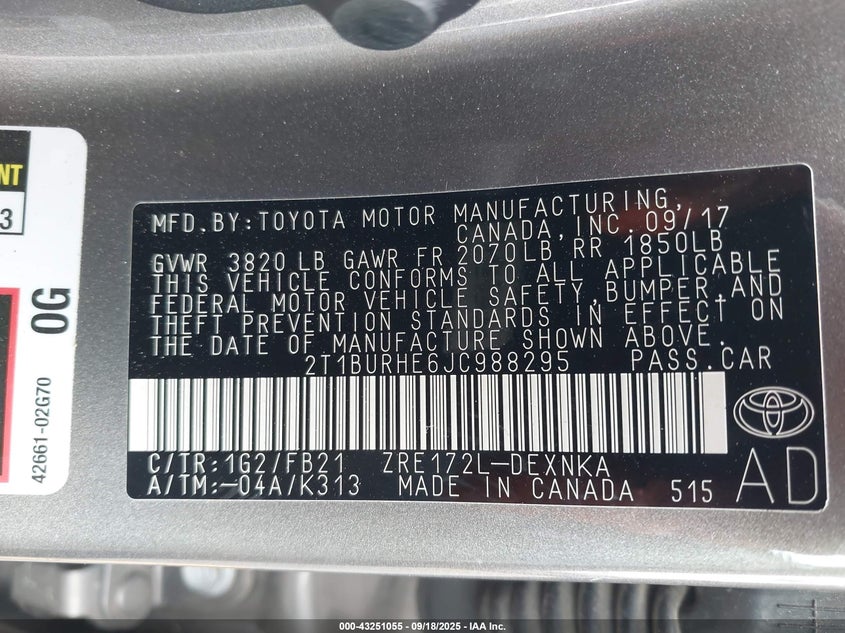 NT
3
0G
42661-02G70
MFD.BY:TOYOTA MOTOR MANUFACTURING,
CANADA,INC.09/17
GVWR 3820 LB GAWR FR 2070LB RR 1850LB
THIS VEHICLE CONFORMS TO ALL APPLICABLE
FEDERAL MOTOR VEHICLE SAFETY,BUMPER,AND
THEFT PREVENTION STANDARDS IN EFFECT ON
THE DATE OF MANUFACTURE SHOWN ABOVE.
2T1BURHE6JC988295 PASS.CAR
C/TR:1G2/FB21 ZRE172L-DEXNKA
A/TM:-04A/K313 MADE IN CANADA 515
AD
000-43251055 - 09/18/2025 - IAA Inc.